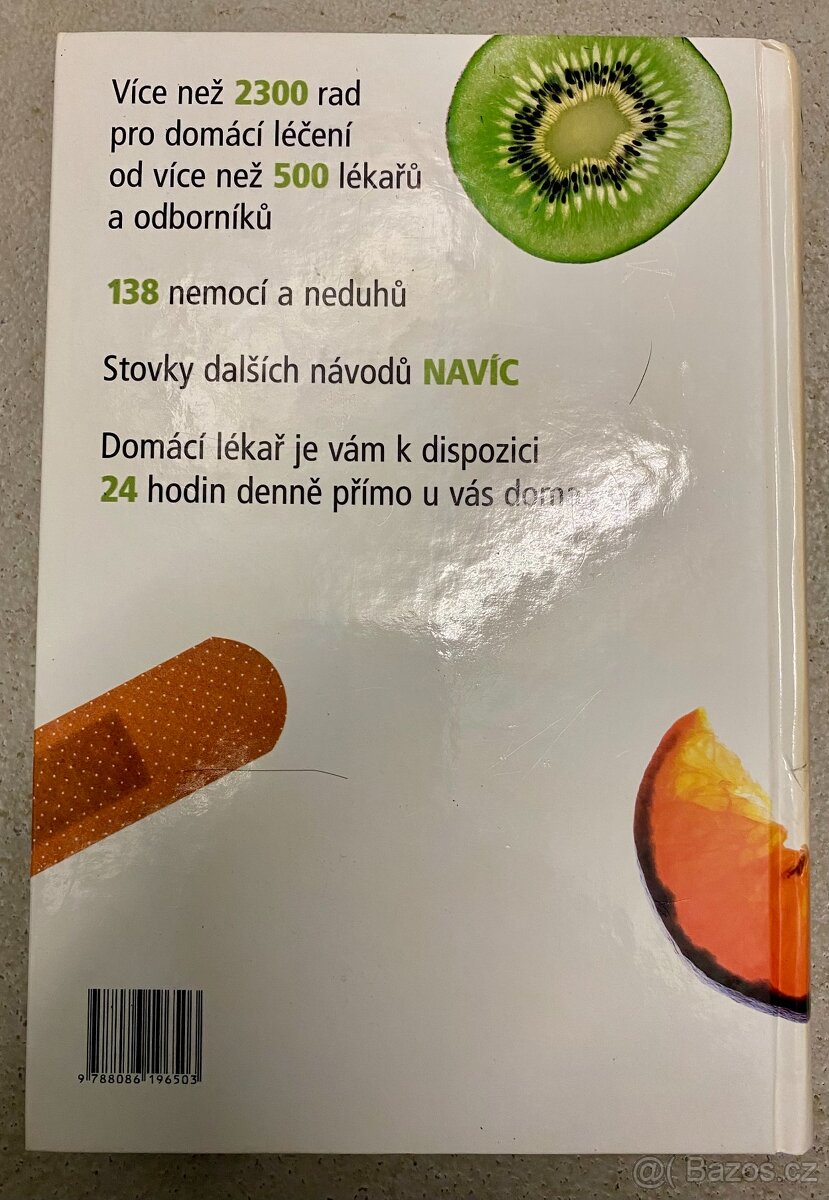 Více než 2300 rad
pro domácí léčení
od více než 500 lékařů
a odborníků
138 nemocí a neduhů
Stovky dalších návodů NAVÍC
Domácí lékař je vám k dispozici
24 hodin denně přímo u vás doma
9 788086 196503
@( Bazos.cz